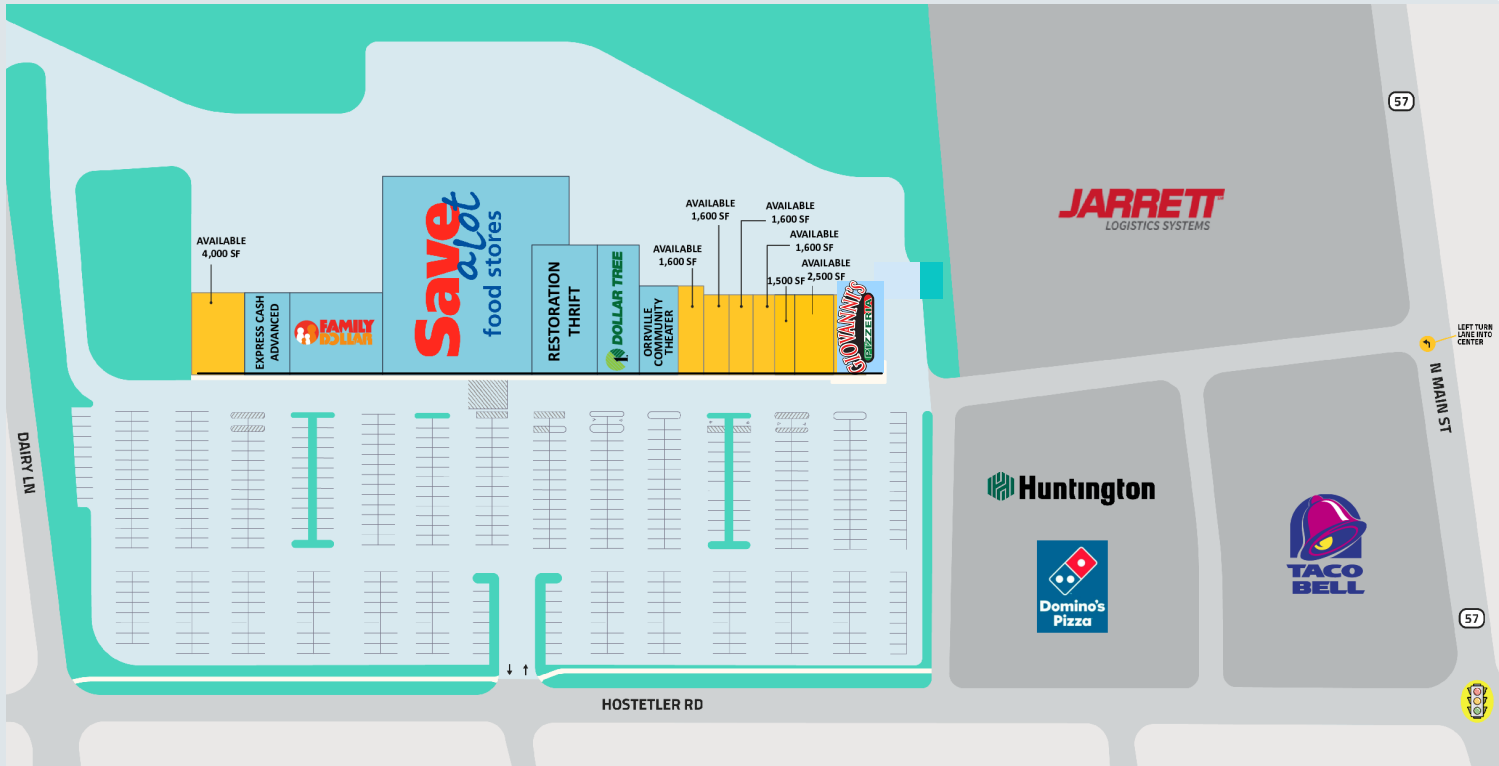 57
JARRETT
LOGISTICS SYSTEMS
AVAILABLE
4,000 SF
EXPRESS CASH
ADVANCED
FAMILY
DOLLAR
Save
a lot
food stores
RESTORATION
THRIFT
DOLLAR TREE
ORRVILLE
COMMUNITY
THEATER
AVAILABLE
1,600 SF
AVAILABLE
1,600 SF
AVAILABLE
1,600 SF
AVAILABLE
1,600 SF
1,500 SF
AVAILABLE
2,500 SF
GIOVANNI'S
PIZZERIA
LEFT TURN
LANE INTO
CENTER
N MAIN ST
DAIRY LN
Huntington
Domino's
Pizza
TACO
BELL
57
HOSTETLER RD